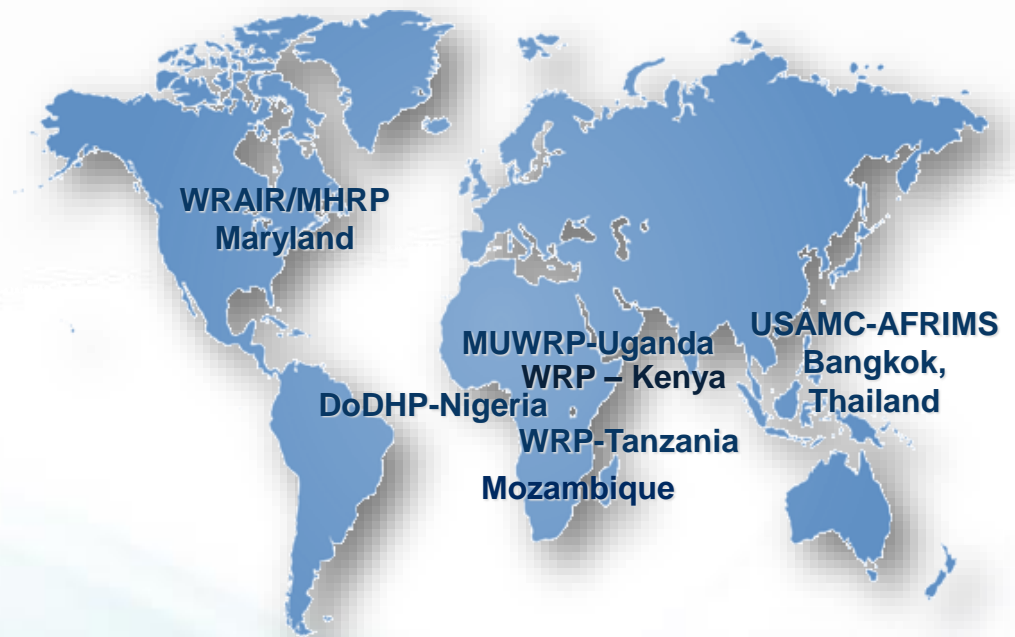 WRAIR/MHRP
Maryland
USAMC-AFRIMS
Bangkok,
Thailand
MUWRP-Uganda
WRP – Kenya
DoDHP-Nigeria
WRP-Tanzania
Mozambique